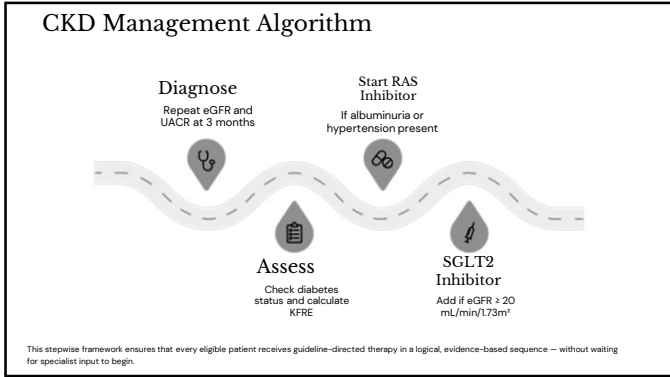 CKD Management Algorithm
Diagnose
Repeat eGFR and
UACR at 3 months
Start RAS
Inhibitor
If albuminuria or
hypertension present
Assess
Check diabetes
status and calculate
KFRE
SGLT2
Inhibitor
Add if eGFR ≥ 20
mL/min/1.73m²
This stepwise framework ensures that every eligible patient receives guideline-directed therapy in a logical, evidence-based sequence — without waiting
for specialist input to begin.